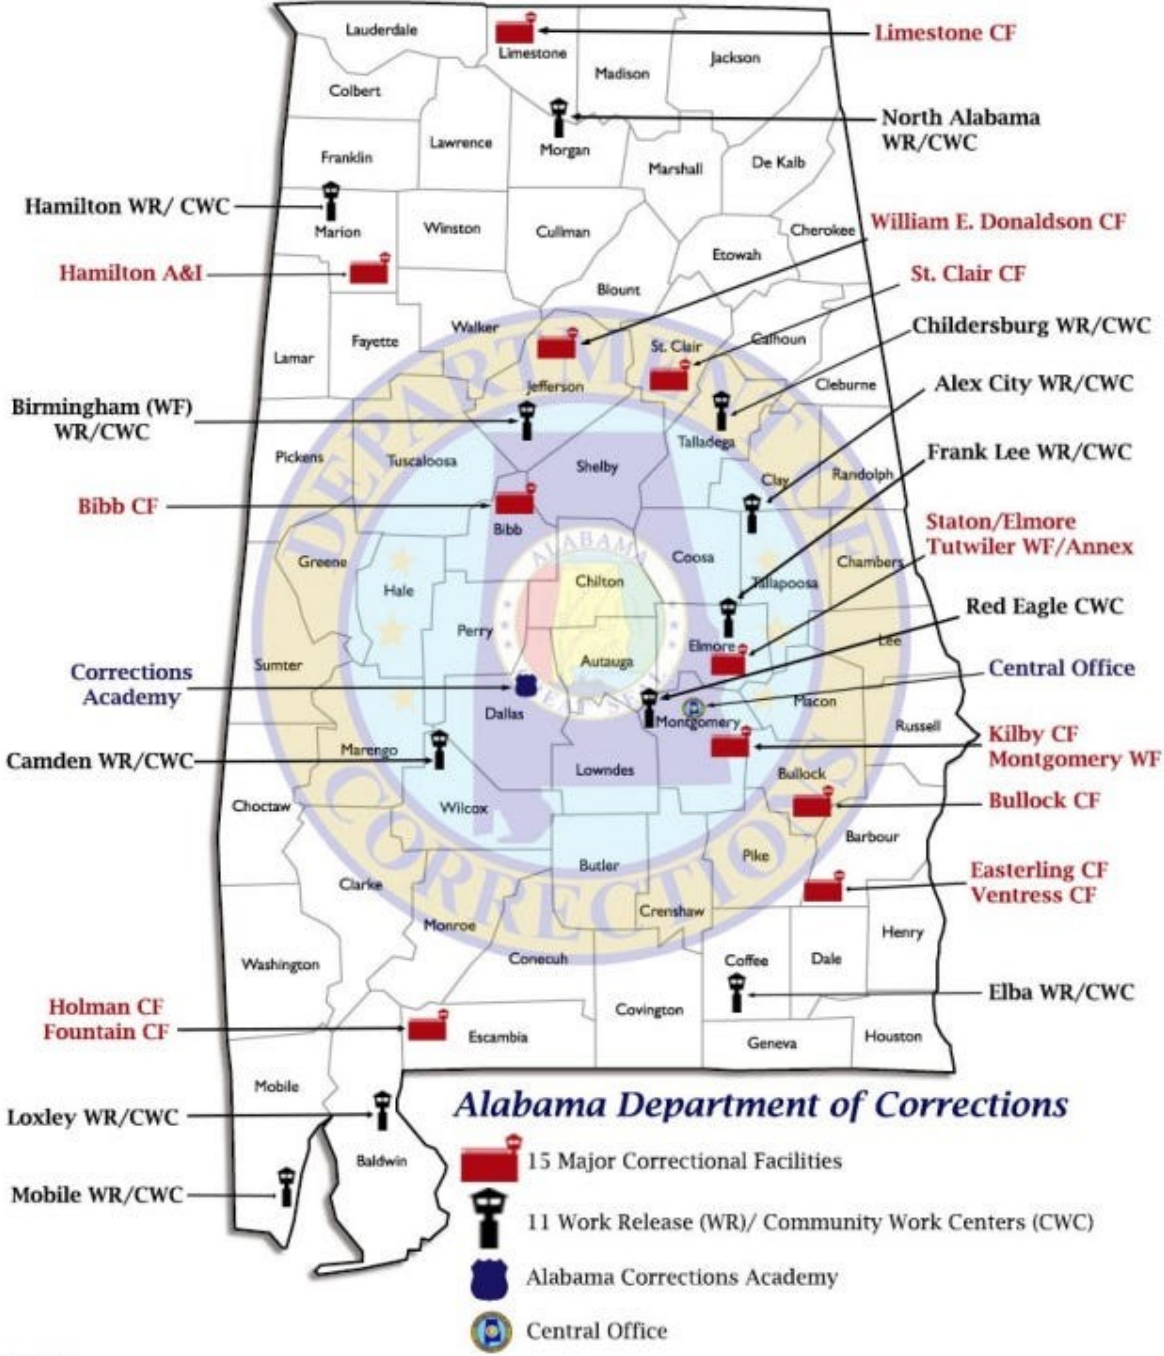 Lauderdale
Limestone
Limestone CF
Madison
Jackson
Colbert
North Alabama
WR/CWC
Lawrence
Morgan
Franklin
Marshall
De Kalb
Hamilton WR/ CWC
Marion
Winston
Cullman
Cherokee
William E. Donaldson CF
Etowah
Hamilton A&I
St. Clair CF
Blount
Walker
Childersburg WR/CWC
Fayette
St. Clair
Calhoun
Lamar
Jefferson
Cleburne
Alex City WR/CWC
Birmingham (WF)
WR/CWC
Talladega
Frank Lee WR/CWC
Pickens
Tuscaloosa
Shelby
Clay
Randolph
Bibb CF
Bibb
Staton/Elmore
Tutwiler WF/Annex
DEPARTMENT OF
ALABAMA
Greene
Coosa
Chambers
Hale
Chilton
Tallapoosa
Red Eagle CWC
Perry
Elmore
Lee
Sumter
Autauga
Corrections
Academy
Central Office
Dallas
Montgomery
Macon
Russell
Kilby CF
Montgomery WF
Camden WR/CWC
Marengo
Lowndes
Bullock
Bullock CF
Choctaw
Wilcox
Barbour
CORRECTIONS
Butler
Pike
Easterling CF
Ventress CF
Clarke
Crenshaw
Monroe
Henry
Washington
Conecuh
Coffee
Dale
Elba WR/CWC
Holman CF
Fountain CF
Covington
Escambia
Geneva
Houston
Mobile
Loxley WR/CWC
Baldwin
Mobile WR/CWC
Alabama Department of Corrections
15 Major Correctional Facilities
11 Work Release (WR)/ Community Work Centers (CWC)
Alabama Corrections Academy
Central Office